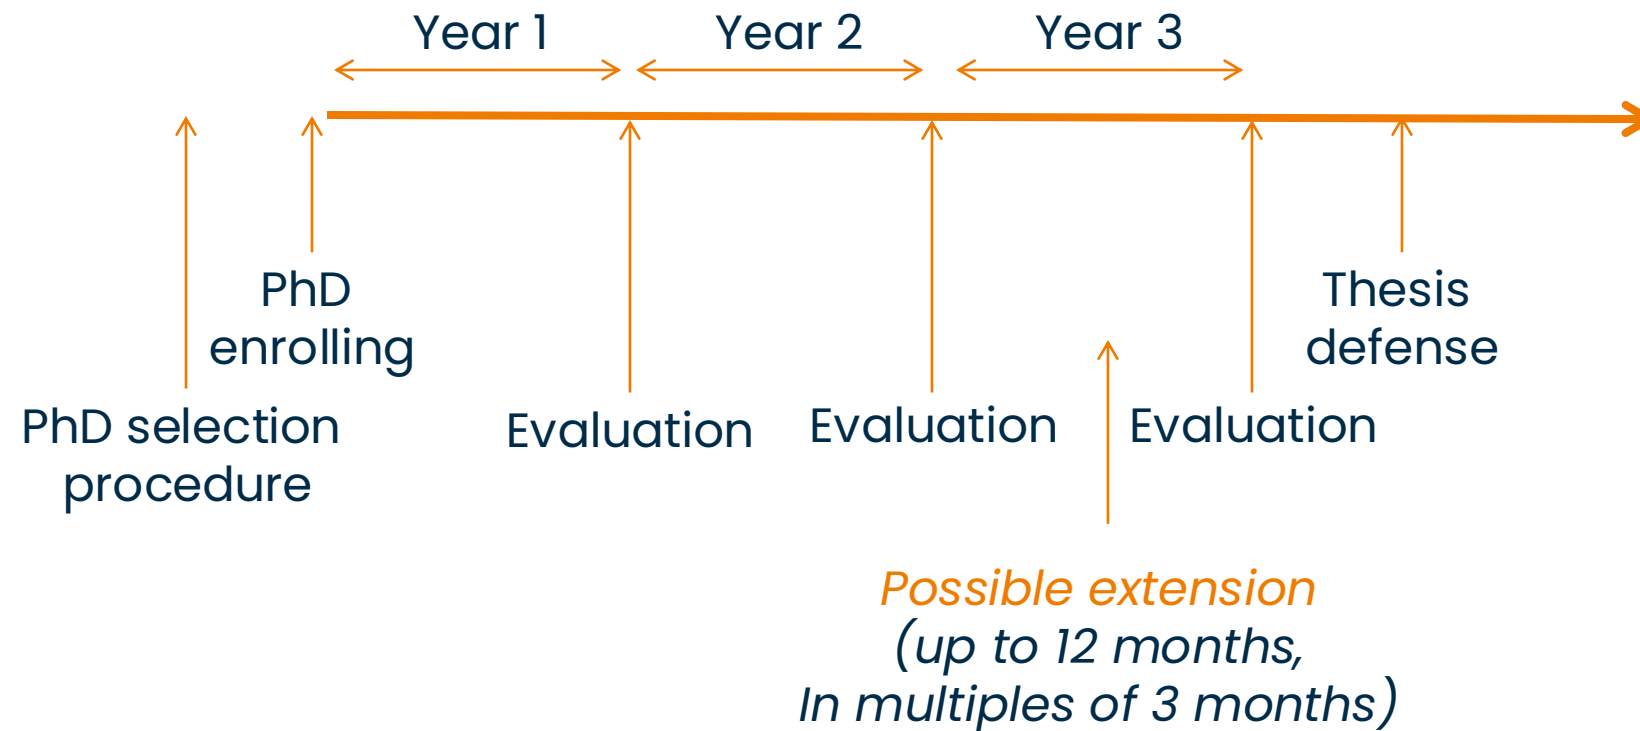 Year 1
Year 2
Year 3
PhD
enrolling
Thesis
defense
PhD selection
procedure
Evaluation
Evaluation
Evaluation
Possible extension
(up to 12 months,
In multiples of 3 months)